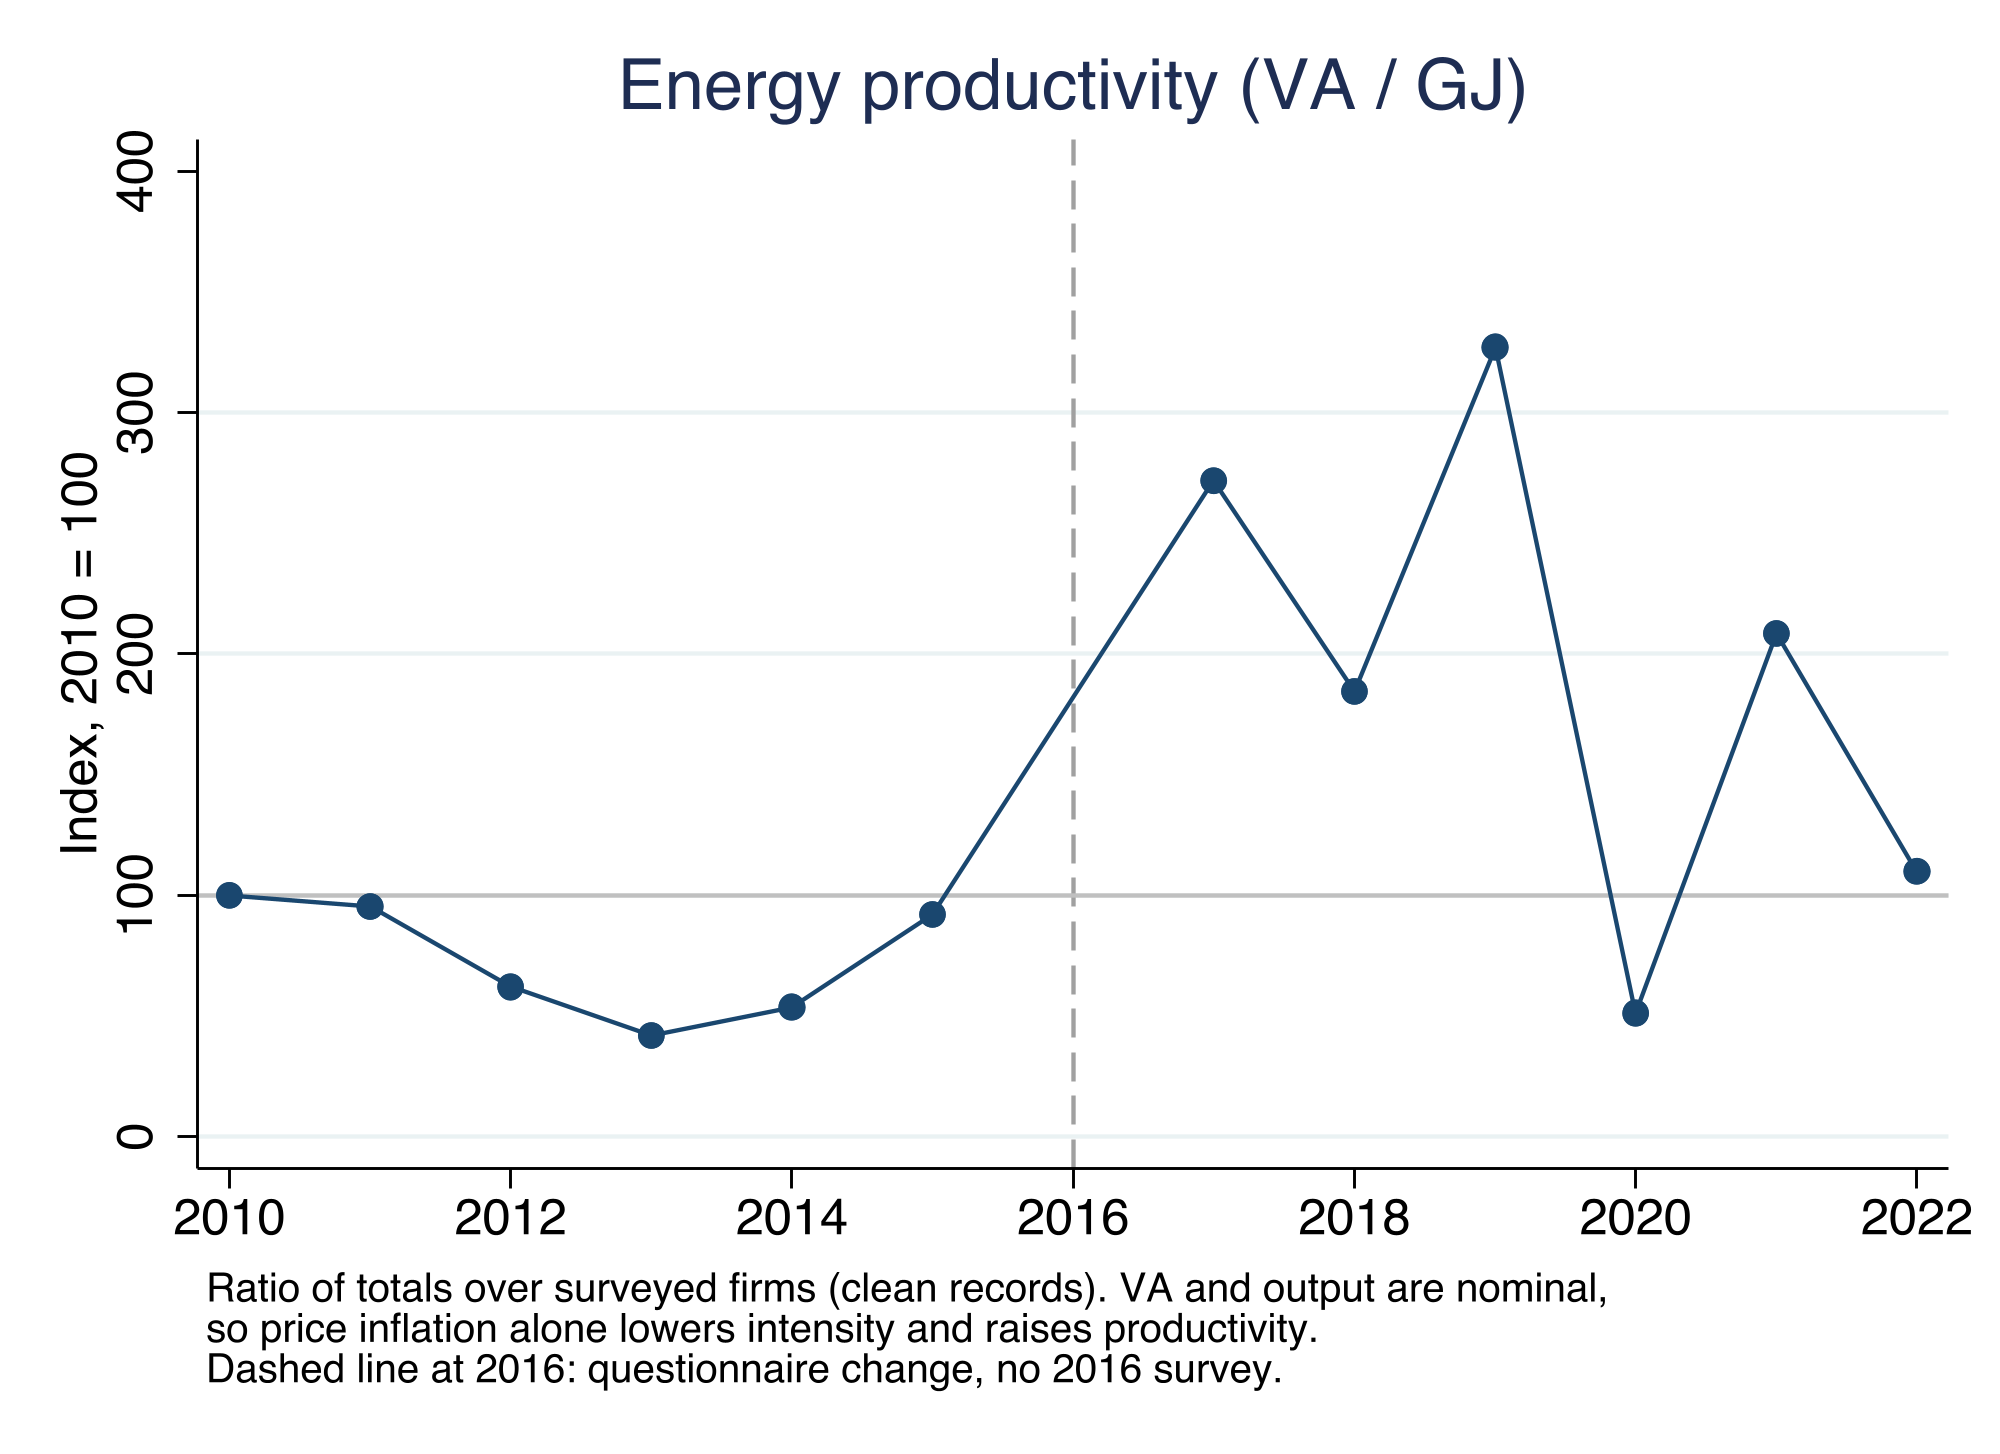 Energy productivity (VA / GJ)
Index, 2010 = 100
400
300
200
100
0
2010 2012 2014 2016 2018 2020 2022
Ratio of totals over surveyed firms (clean records). VA and output are nominal,
so price inflation alone lowers intensity and raises productivity.
Dashed line at 2016: questionnaire change, no 2016 survey.